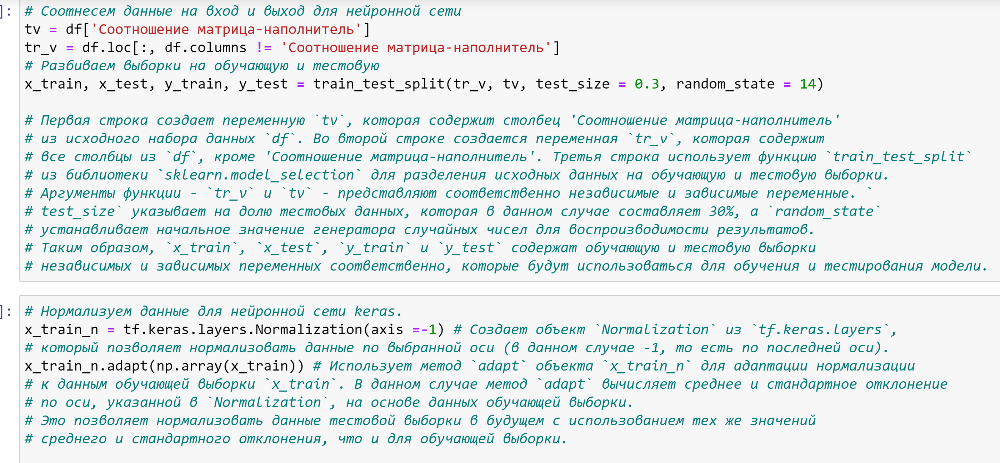 ]: # Соотнесем данные на вход и выход для нейронной сети
tv = df['Соотношение матрица-наполнитель']
tr_v = df.loc[:, df.columns != 'Соотношение матрица-наполнитель']
# Разбиваем выборки на обучающую и тестовую
x_train, x_test, y_train, y_test = train_test_split(tr_v, tv, test_size = 0.3, random_state = 14)
# Первая строка создает переменную `tv`, которая содержит столбец 'Соотношение матрица-наполнитель'
# из исходного набора данных `df`. Во второй строке создается переменная `tr_v`, которая содержит
# все столбцы из `df`, кроме 'Соотношение матрица-наполнитель'. Третья строка использует функцию `train_test_split`
# из библиотеки `sklearn.model_selection` для разделения исходных данных на обучающую и тестовую выборки.
# Аргументы функции - `tr_v` и `tv` - представляют соответственно независимые и зависимые переменные. `
# test_size` указывает на долю тестовых данных, которая в данном случае составляет 30%, а `random_state`
# устанавливает начальное значение генератора случайных чисел для воспроизводимости результатов.
# Таким образом, `x_train`, `x_test`, `y_train` и `y_test` содержат обучающую и тестовую выборки
# независимых и зависимых переменных соответственно, которые будут использоваться для обучения и тестирования модели.
]: # Нормализуем данные для нейронной сети keras.
x_train_n = tf.keras.layers.Normalization(axis =-1) # Создает объект `Normalization` из `tf.keras.layers`,
# который позволяет нормализовать данные по выбранной оси (в данном случае -1, то есть по последней оси).
x_train_n.adapt(np.array(x_train)) # Использует метод `adapt` объекта `x_train_n` для адаптации нормализации
# к данным обучающей выборки `x_train`. В данном случае метод `adapt` вычисляет среднее и стандартное отклонение
# по оси, указанной в `Normalization`, на основе данных обучающей выборки.
# Это позволяет нормализовать данные тестовой выборки в будущем с использованием тех же значений
# среднего и стандартного отклонения, что и для обучающей выборки.